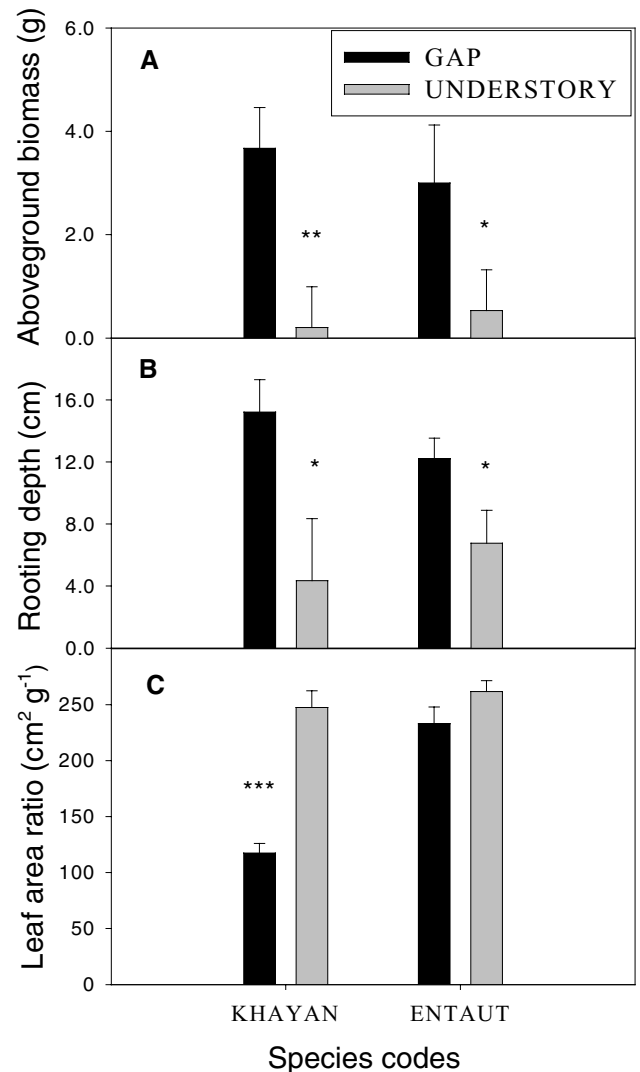 A
GAP
UNDERSTORY
Aboveground biomass (g)
6.0
4.0
2.0
0.0
**
*
B
Rooting depth (cm)
16.0
12.0
8.0
4.0
0.0
*
*
C
Leaf area ratio (cm² g⁻¹)
250
200
150
100
50
0
***
KHAYAN ENTAUT
Species codes